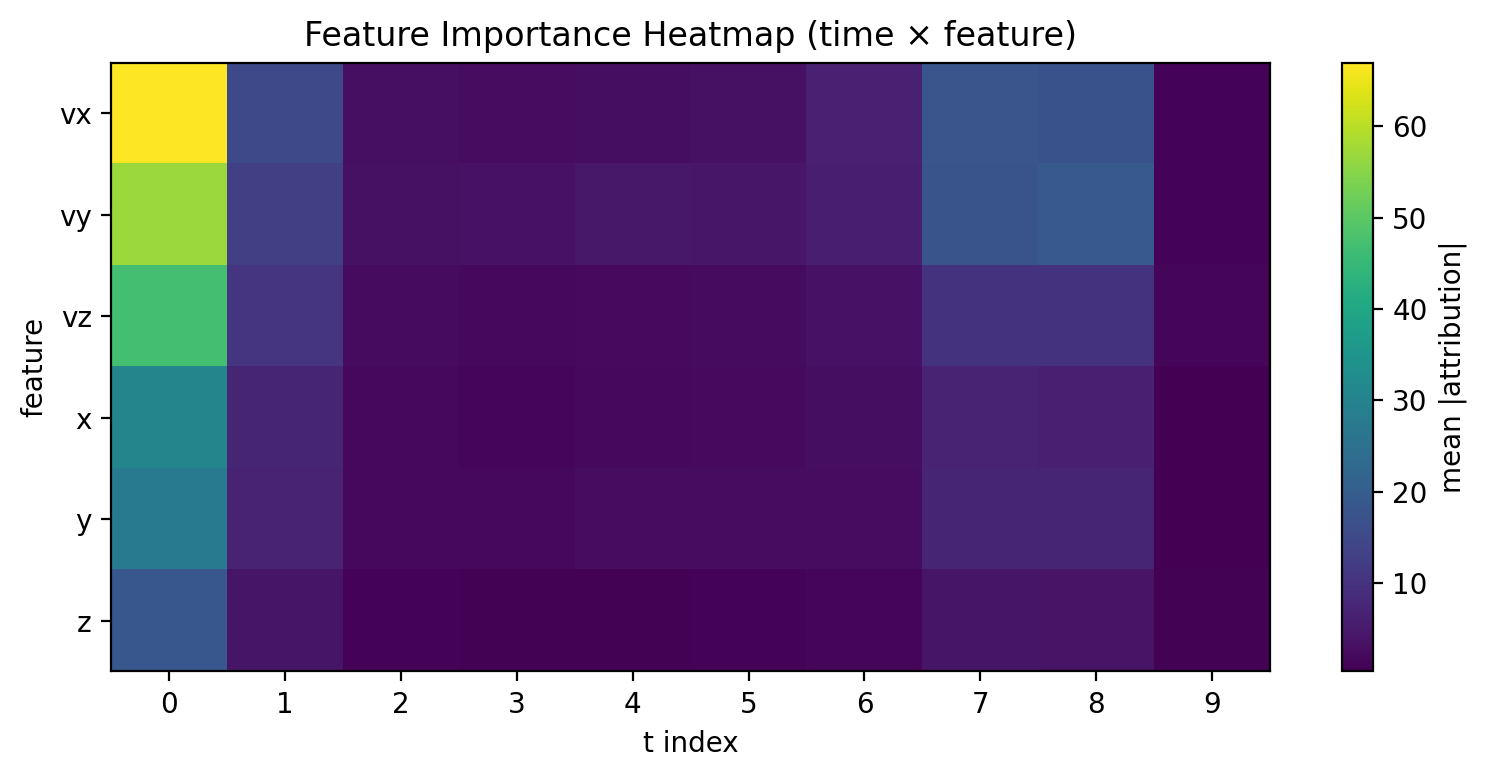 Feature Importance Heatmap (time × feature)
feature
vx
vy
vz
x
y
z
0 1 2 3 4 5 6 7 8 9
t index
60
50
40
30
20
10
mean |attribution|